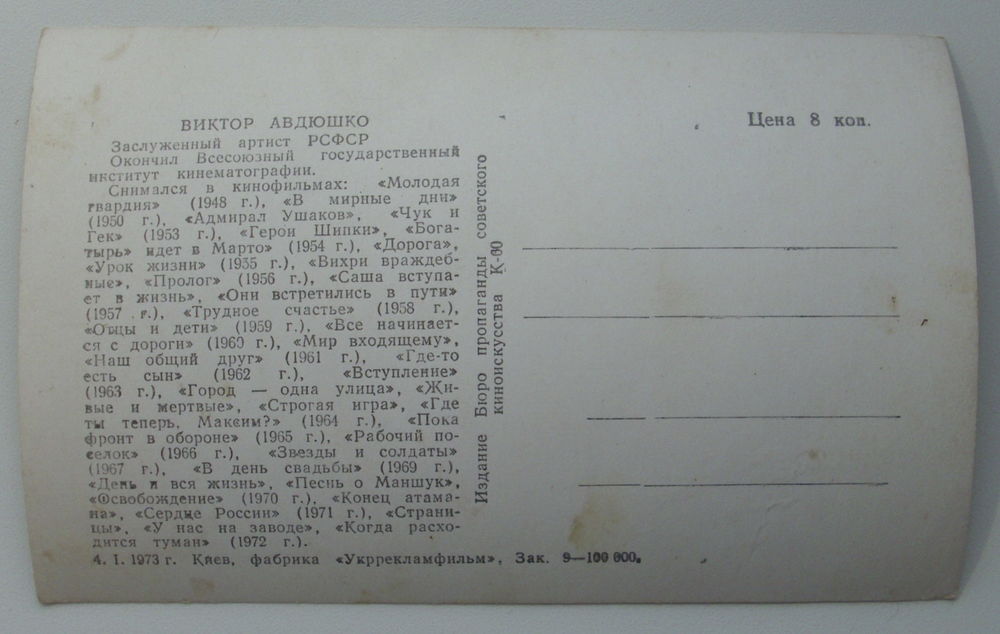 ВИКТОР АВДЮШКО
Заслуженный артист РСФСР
Окончил Всесоюзный государственный
институт кинематографии.
Снимался в кинофильмах: «Молодая
гвардия» (1948 г.), «В мирные дни»
(1950 г.), «Адмирал Ушаков», «Чук и
Гек» (1953 г.), «Герои Шипки», «Бога-
тырь» идет в Марто» (1954 г.), «Дорога»,
«Урок жизни» (1955 г.), «Вихри враждеб-
ные», «Пролог» (1956 г.), «Саша вступа-
ет в жизнь», «Они встретились в пути»
(1957 г.), «Трудное счастье» (1958 г.),
«Отцы и дети» (1959 г.), «Все начинает-
ся с дороги» (1960 г.), «Мир входящему»,
«Наш общий друг» (1961 г.), «Где-то
есть сын» (1962 г.), «Вступление»
(1963 г.), «Город — одна улица», «Жи-
вые и мертвые», «Строгая игра», «Где
ты теперь, Максим?» (1964 г.), «Пока
фронт в обороне» (1965 г.), «Рабочий по-
селок» (1966 г.), «Звезды и солдаты»
(1967 г.), «В день свадьбы» (1969 г.),
«День и вся жизнь», «Песнь о Маншук»,
«Освобождение» (1970 г.), «Конец атама-
на», «Сердце России» (1971 г.), «Страни-
цы», «У нас на заводе», «Когда расхо-
дится туман» (1972 г.).
4. I. 1973 г. Киев, фабрика «Укррекламфильм», Зак. 9—100 000.
Издание Бюро пропаганды советского
киноискусства К-60
Цена 8 коп.